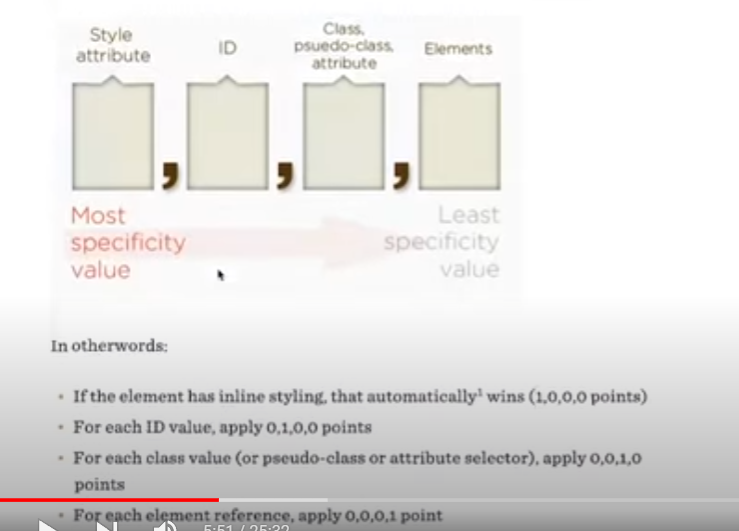 Style
attribute
ID
Class,
psuedo-class,
attribute
Elements
, , ,
Most
specificity
value
Least
specificity
value
In otherwords:
• If the element has inline styling, that automatically¹ wins (1,0,0,0 points)
• For each ID value, apply 0,1,0,0 points
• For each class value (or pseudo-class or attribute selector), apply 0,0,1,0
points
• For each element reference, apply 0,0,0,1 point
5:51 / 25:32